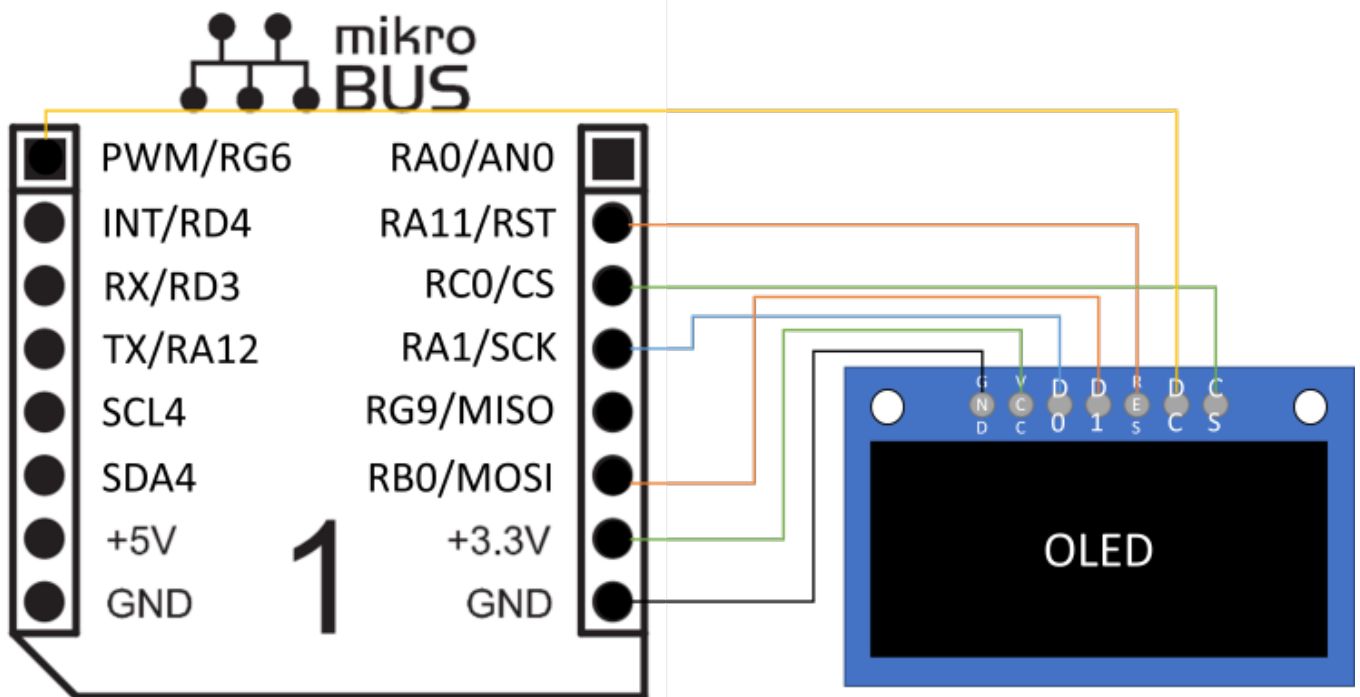 mikro
BUS
PWM/RG6 RA0/AN0
INT/RD4 RA11/RST
RX/RD3 RC0/CS
TX/RA12 RA1/SCK
SCL4 RG9/MISO
SDA4 RB0/MOSI
+5V +3.3V
GND GND
1
GND VCC D0 D1 RES DC CS
OLED